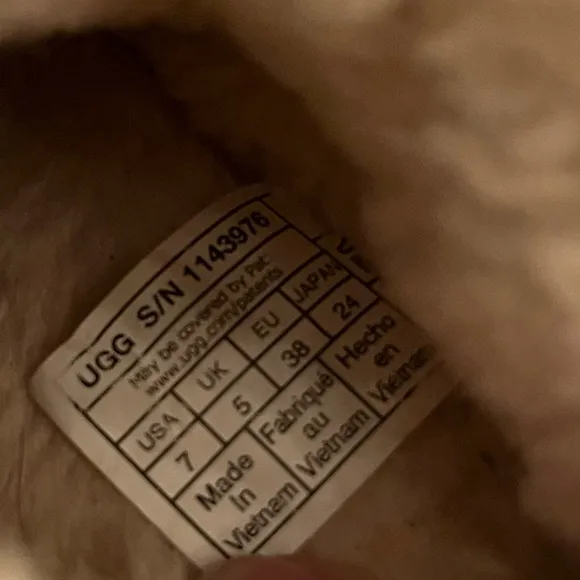 UGG S/N 1143976
May be covered by Pat:
www.ugg.com/patents
USA UK EU JAPAN
7 5 38 24
Made In Vietnam
Fabriqué au Vietnam
Hecho en Vietnam